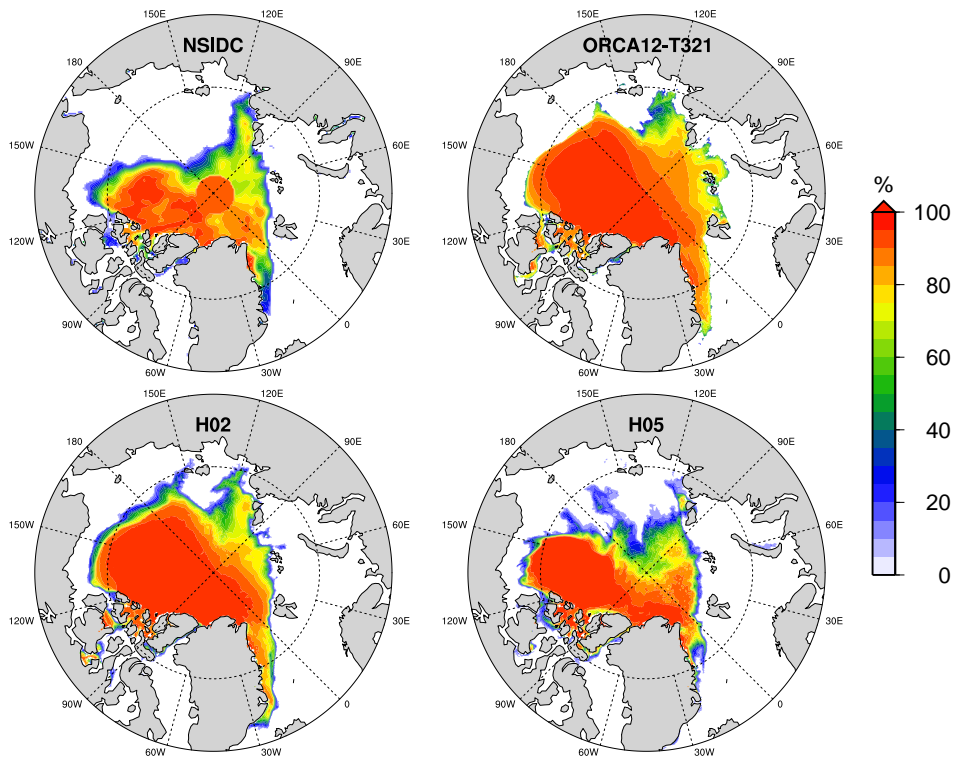 150E 120E
NSIDC
180 90E
150W 60E
120W 30E
90W 0
60W 30W
150E 120E
ORCA12-T321
180 90E
150W 60E
120W 30E
90W 0
60W 30W
150E 120E
H02
180 90E
150W 60E
120W 30E
90W 0
60W 30W
150E 120E
H05
180 90E
150W 60E
120W 30E
90W 0
60W 30W
%
100
80
60
40
20
0